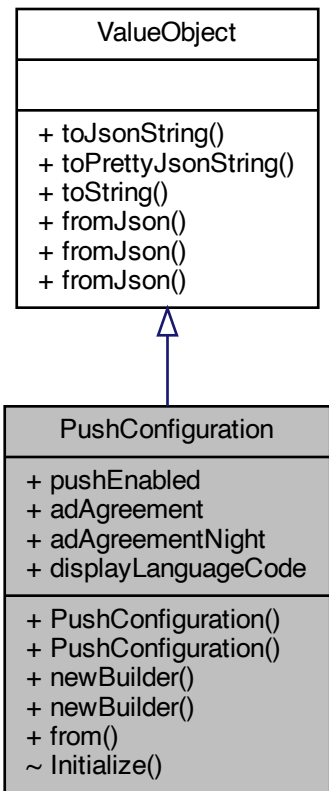 ValueObject
+ toJsonString()
+ toPrettyJsonString()
+ toString()
+ fromJson()
+ fromJson()
+ fromJson()
PushConfiguration
+ pushEnabled
+ adAgreement
+ adAgreementNight
+ displayLanguageCode
+ PushConfiguration()
+ PushConfiguration()
+ newBuilder()
+ newBuilder()
+ from()
~ Initialize()